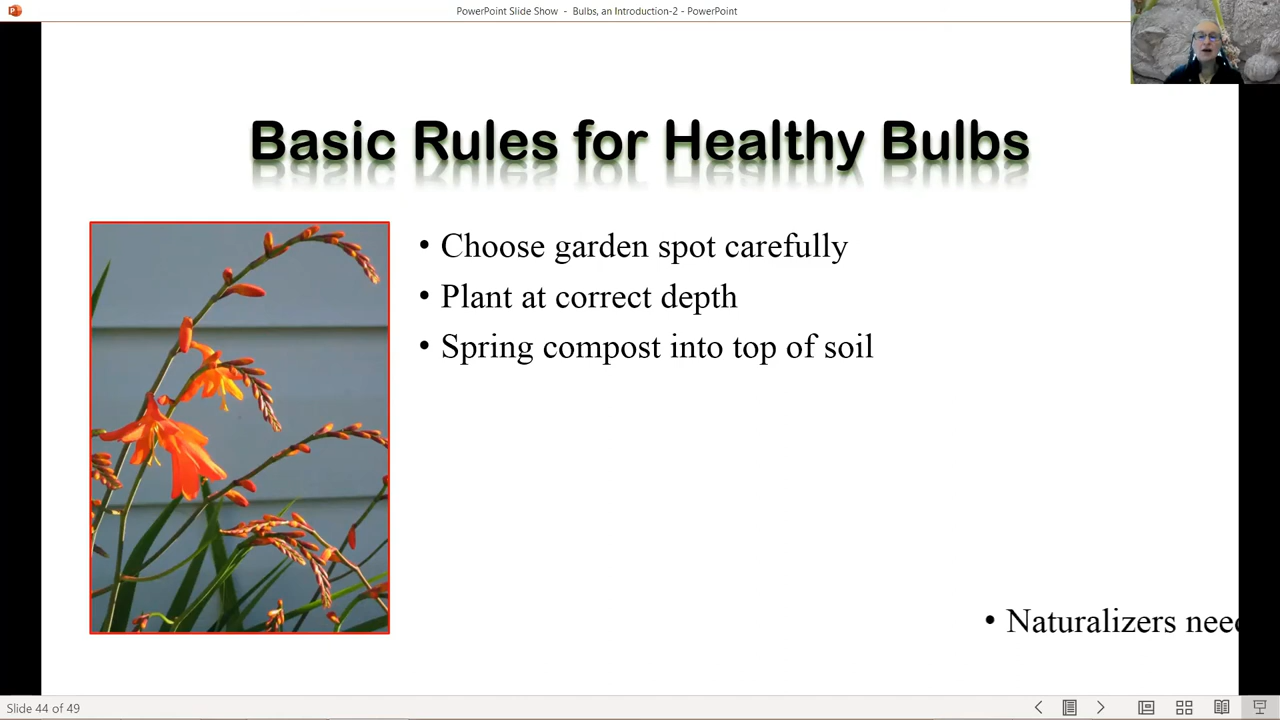 PowerPoint Slide Show - Bulbs, an Introduction-2 - PowerPoint
Basic Rules for Healthy Bulbs
• Choose garden spot carefully
• Plant at correct depth
• Spring compost into top of soil
• Naturalizers
Slide 44 of 49